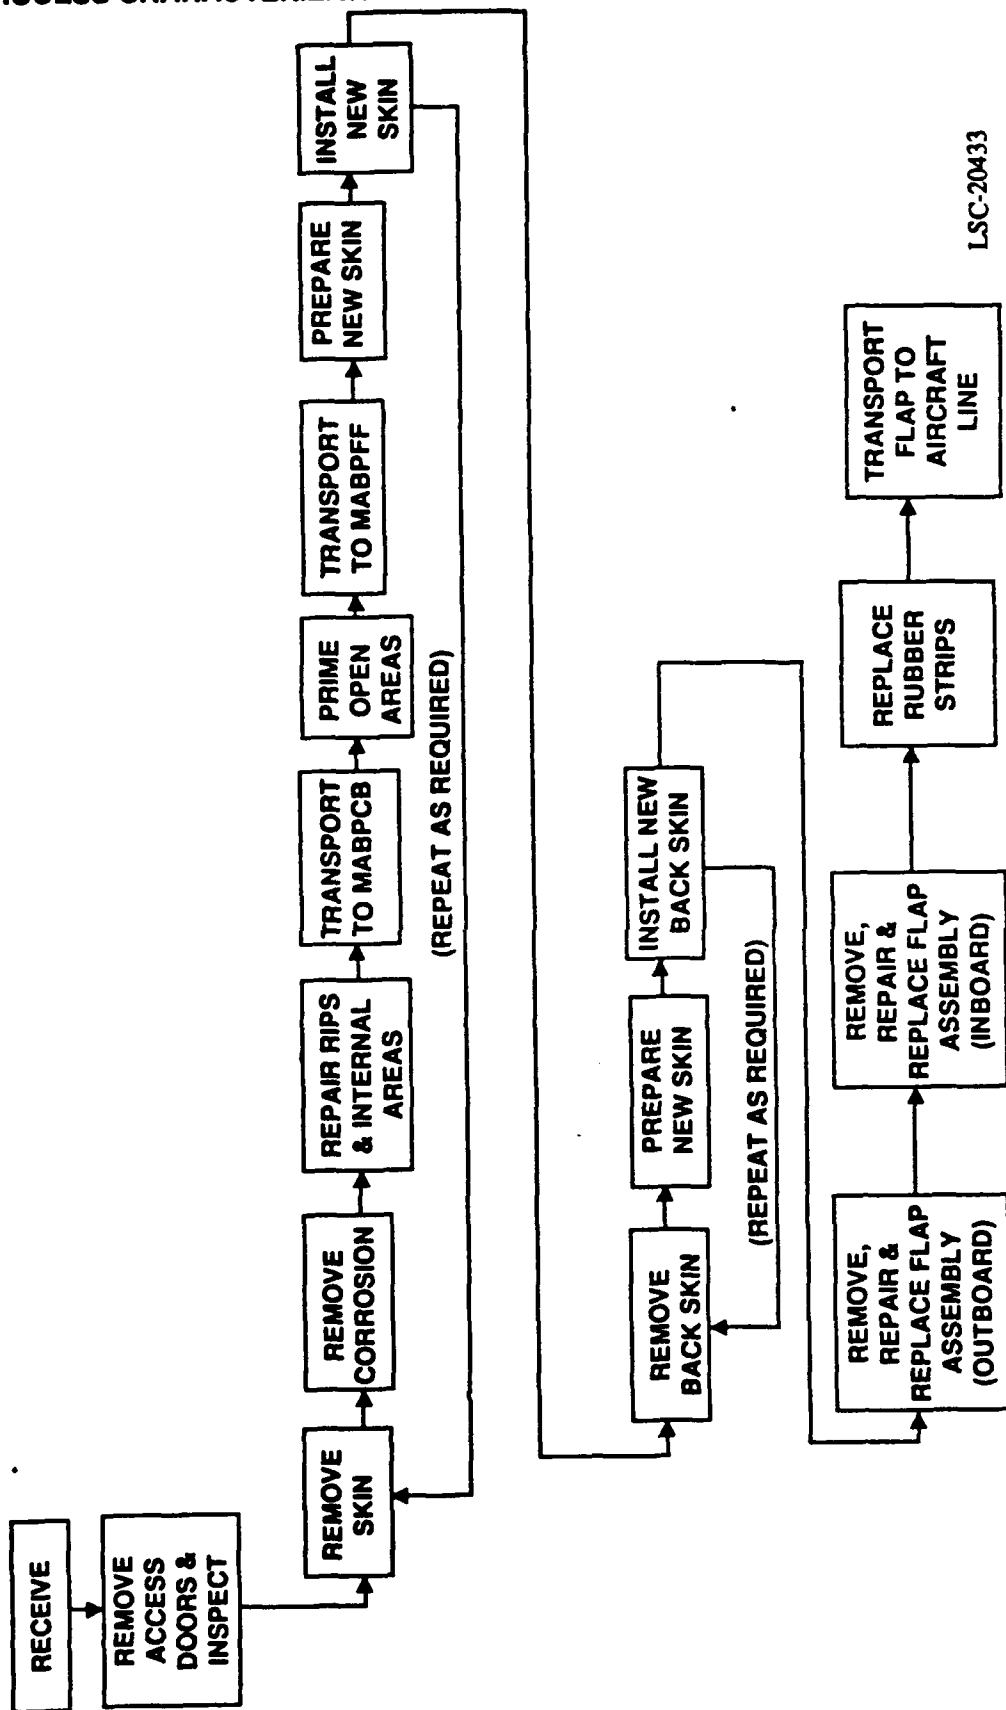 RECEIVE
REMOVE
ACCESS
DOORS &
INSPECT
REMOVE
SKIN
REMOVE
CORROSION
REPAIR RIPS
& INTERNAL
AREAS
TRANSPORT
TO MABPCB
PRIME
OPEN
AREAS
TRANSPORT
TO MABPFF
PREPARE
NEW SKIN
INSTALL
NEW
SKIN
(REPEAT AS REQUIRED)
REMOVE
BACK SKIN
PREPARE
NEW SKIN
INSTALL NEW
BACK SKIN
(REPEAT AS REQUIRED)
REMOVE,
REPAIR &
REPLACE FLAP
ASSEMBLY
(OUTBOARD)
REMOVE,
REPAIR &
REPLACE FLAP
ASSEMBLY
(INBOARD)
REPLACE
RUBBER
STRIPS
TRANSPORT
FLAP TO
AIRCRAFT
LINE
LSC-20433